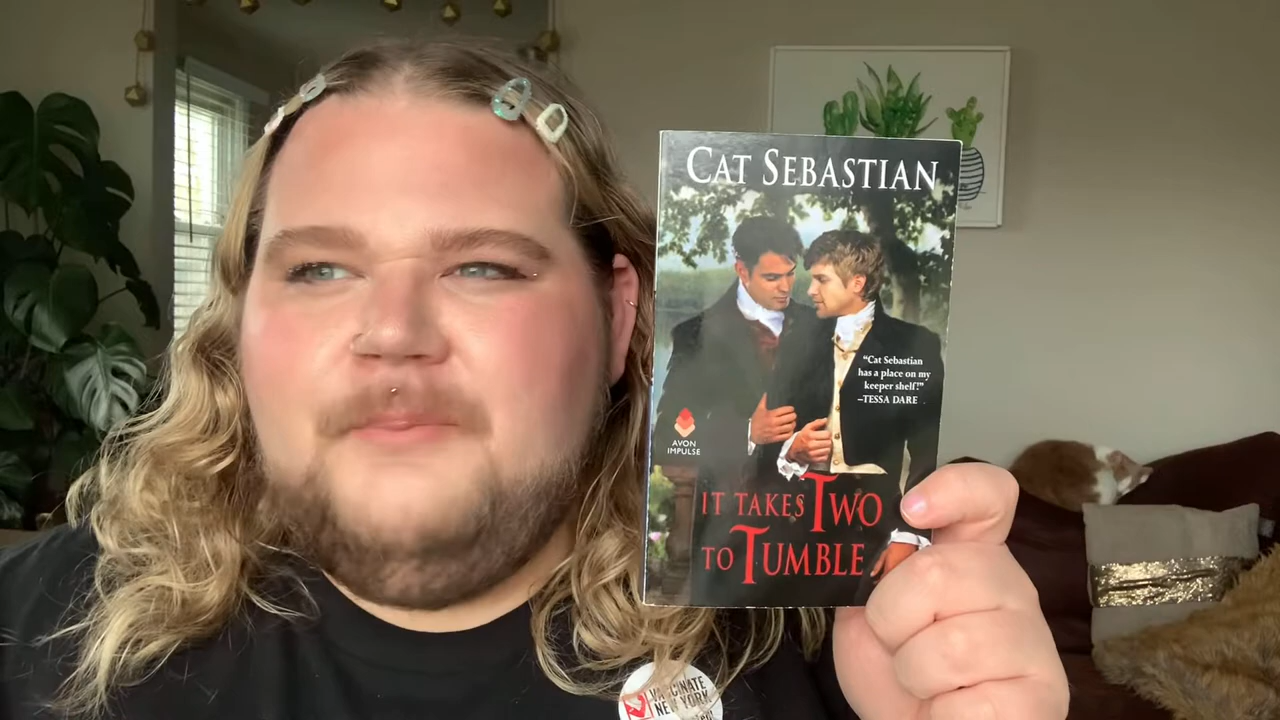 CAT SEBASTIAN
“Cat Sebastian
has a place on my
keeper shelf!”
–TESSA DARE
AVON
IMPULSE
IT TAKES TWO
TO TUMBLE
VACCINATE
NEW YORK